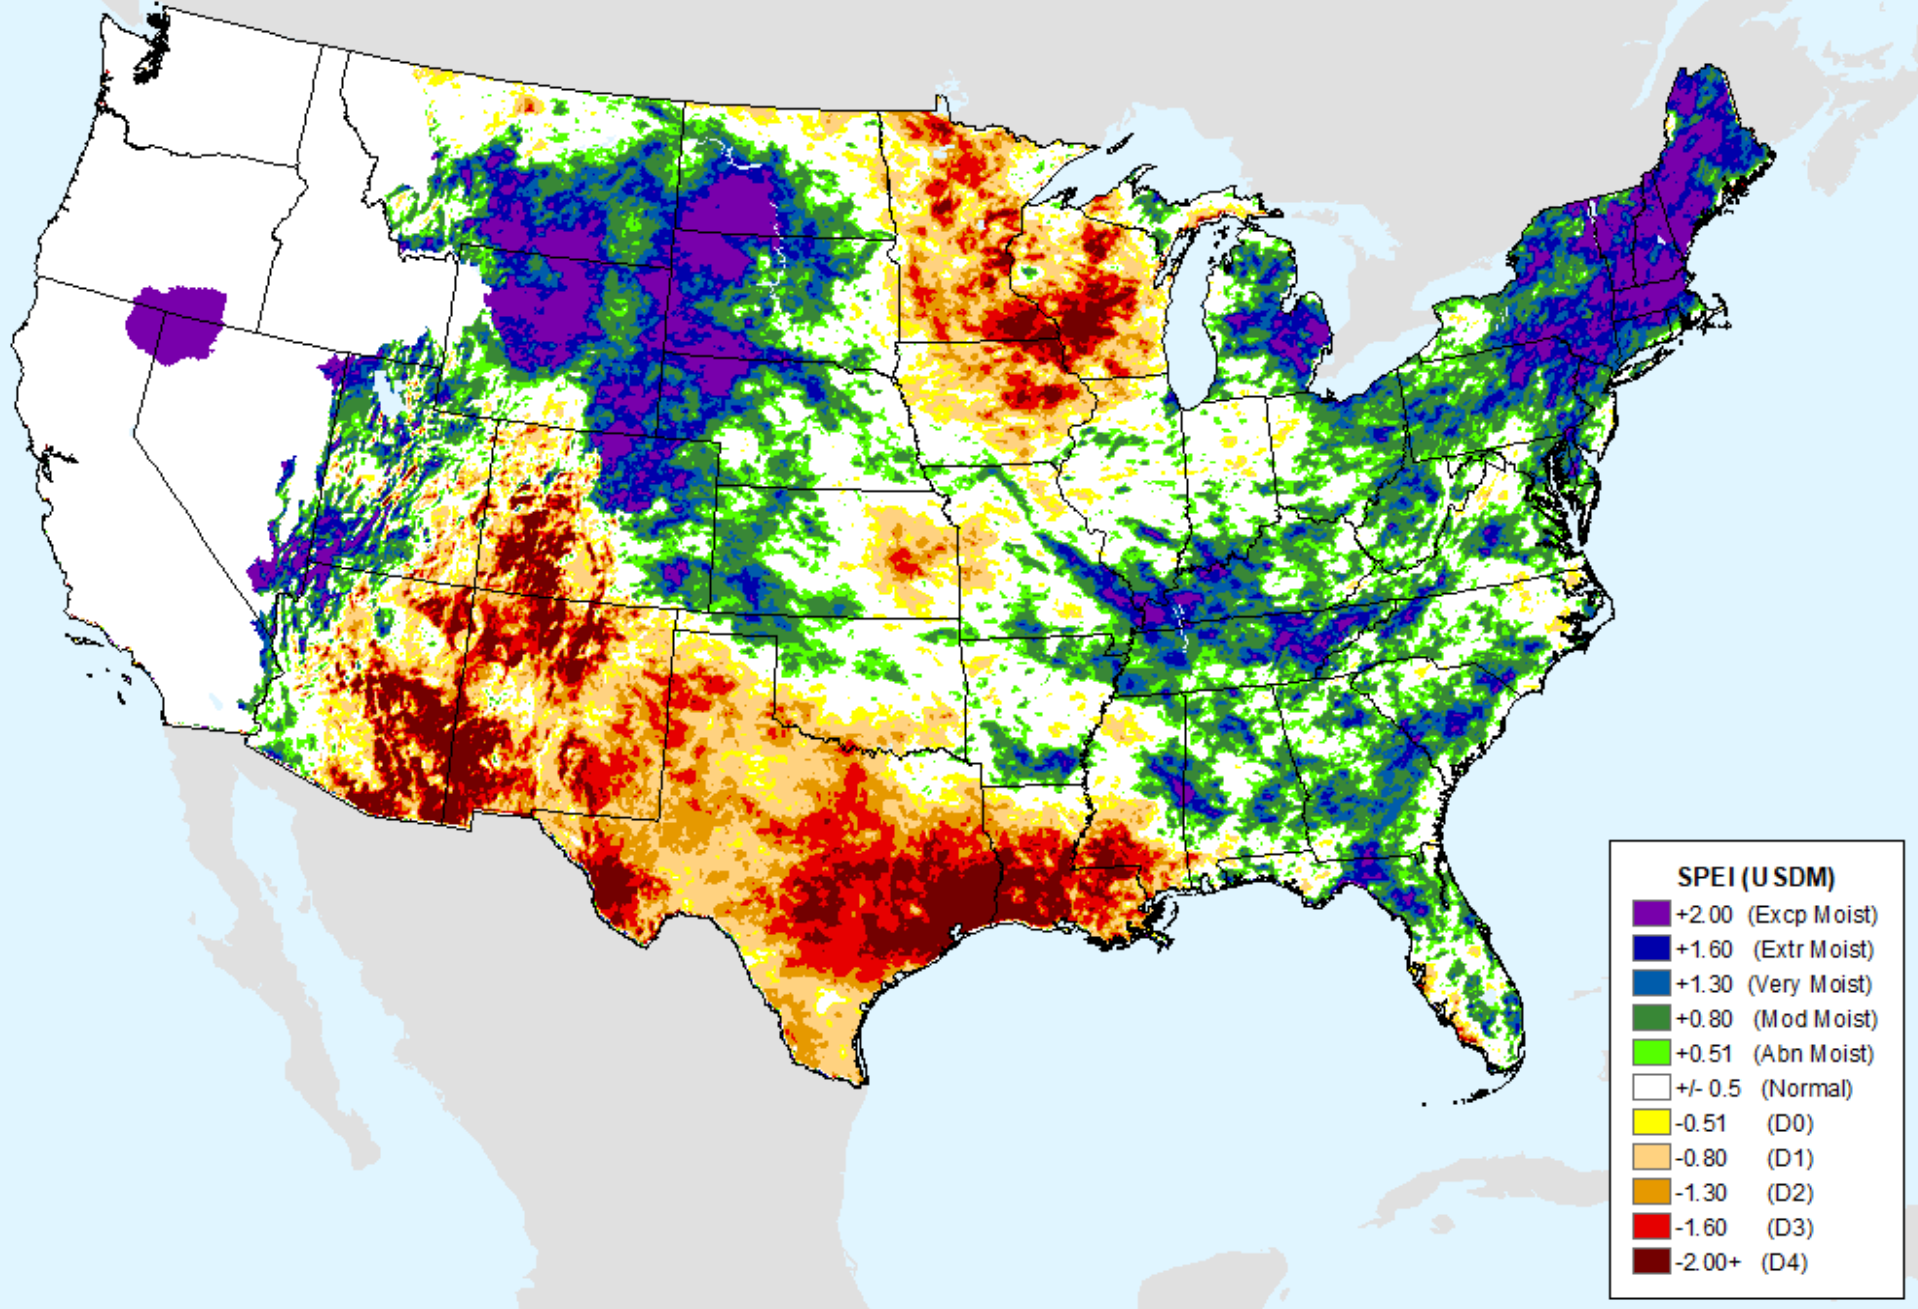 SPEI (USDM)
+2.00 (Excp Moist)
+1.60 (Extr Moist)
+1.30 (Very Moist)
+0.80 (Mod Moist)
+0.51 (Abn Moist)
+/- 0.5 (Normal)
-0.51 (D0)
-0.80 (D1)
-1.30 (D2)
-1.60 (D3)
-2.00+ (D4)